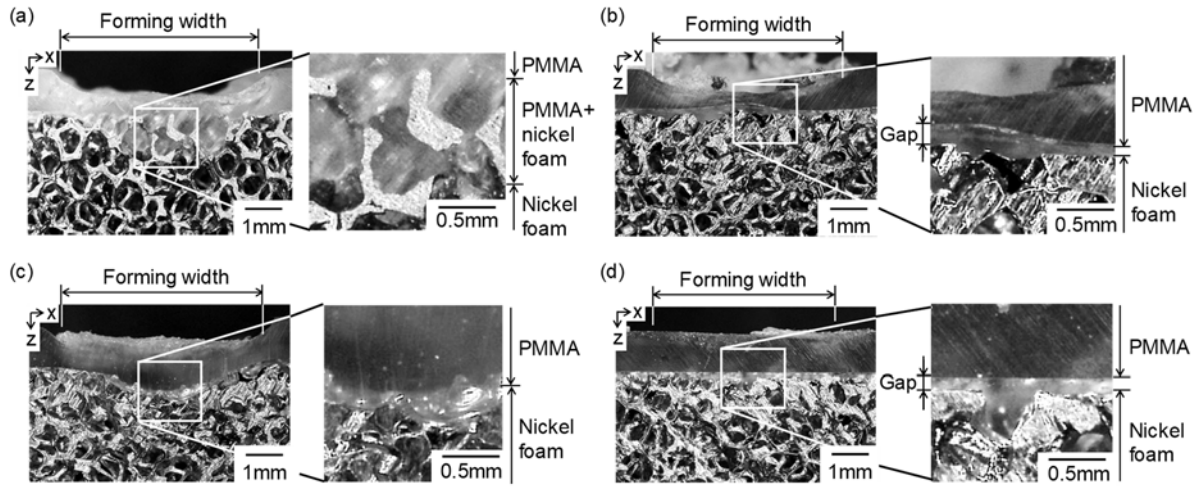 (a)
Forming width
x
z
PMMA
PMMA+
nickel
foam
Nickel
foam
1mm
0.5mm
(b)
Forming width
x
z
Gap
PMMA
Nickel
foam
1mm
0.5mm
(c)
Forming width
x
z
PMMA
Nickel
foam
1mm
0.5mm
(d)
Forming width
x
z
Gap
PMMA
Nickel
foam
1mm
0.5mm